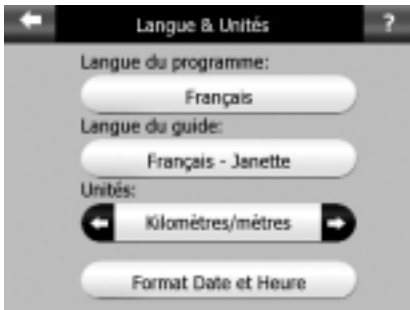 Langue & Unités
?
Langue du programme:
Français
Langue du guide:
Français - Janette
Unités:
Kilomètres/mètres
Format Date et Heure